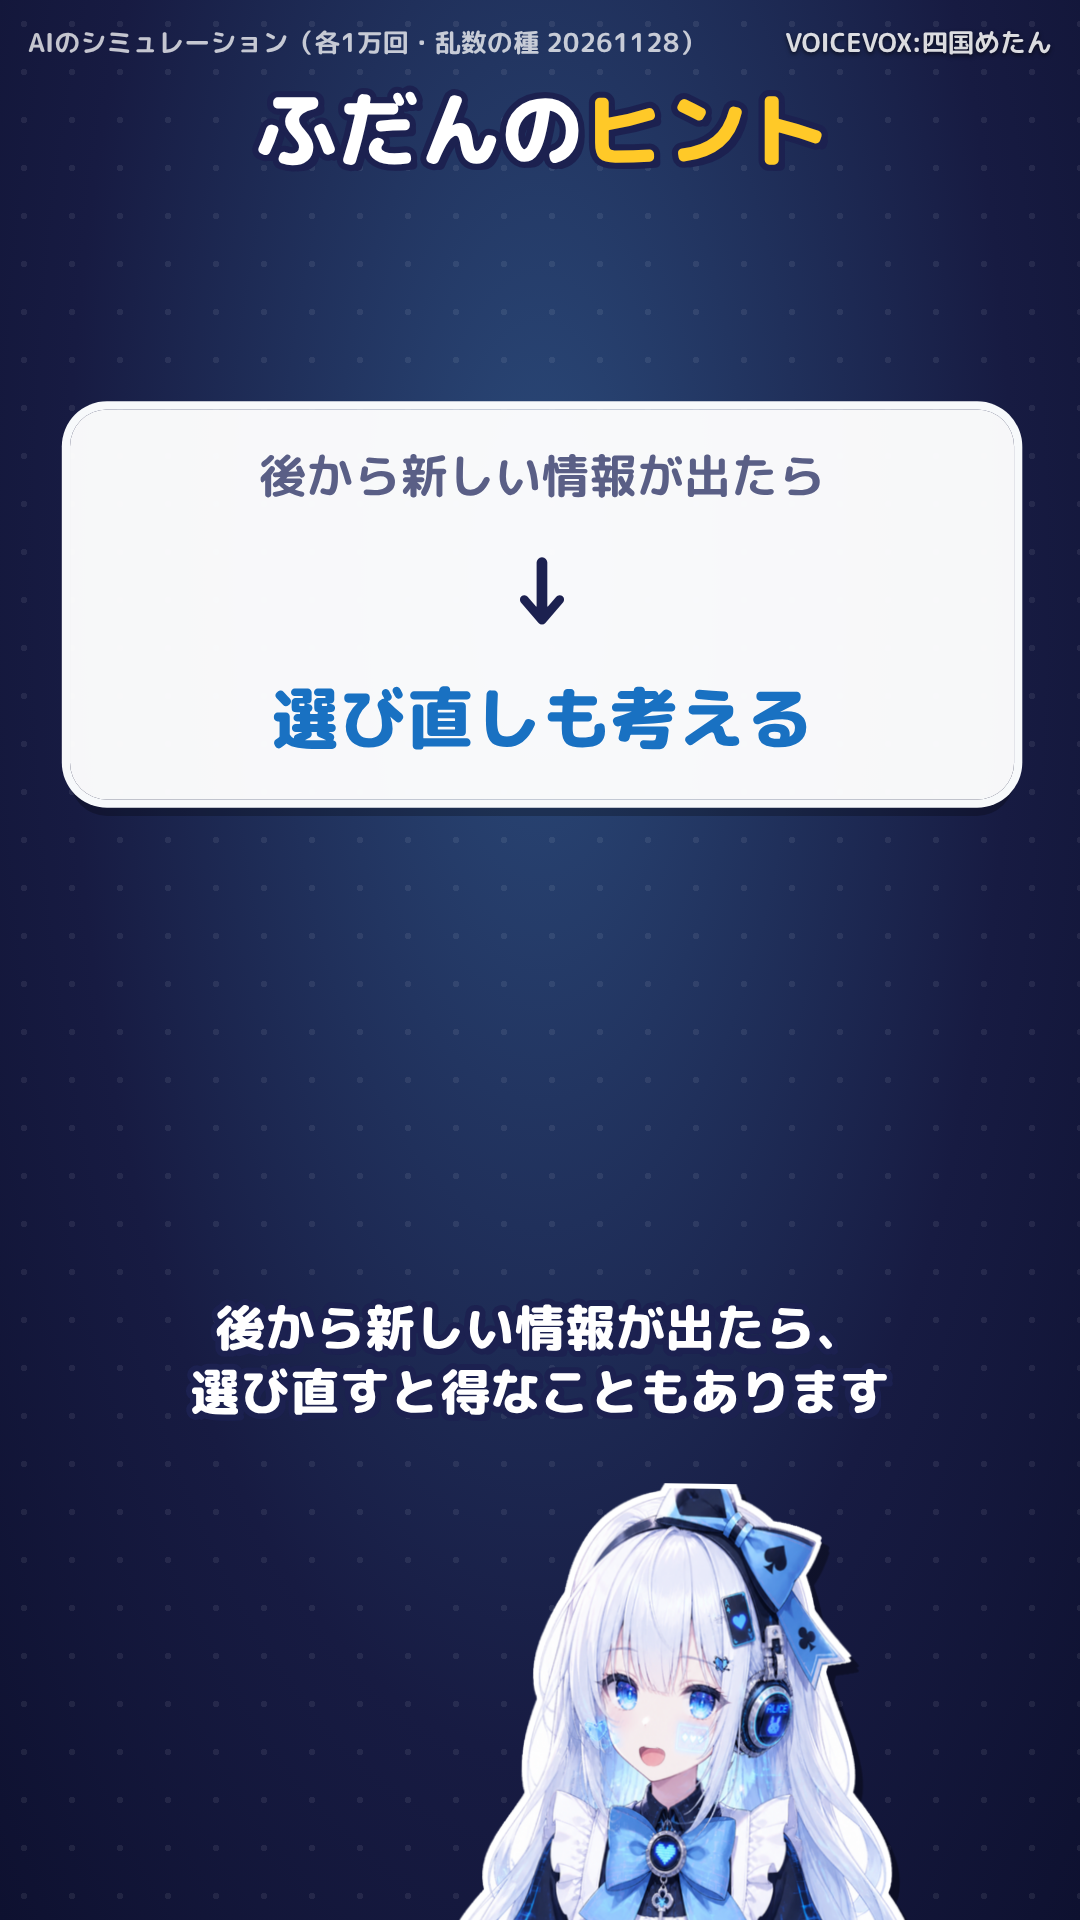 AIのシミュレーション（各1万回・乱数の種 20261128）
VOICEVOX:四国めたん
ふだんのヒント
後から新しい情報が出たら
↓
選び直しも考える
後から新しい情報が出たら、
選び直すと得なこともあります
ALICE